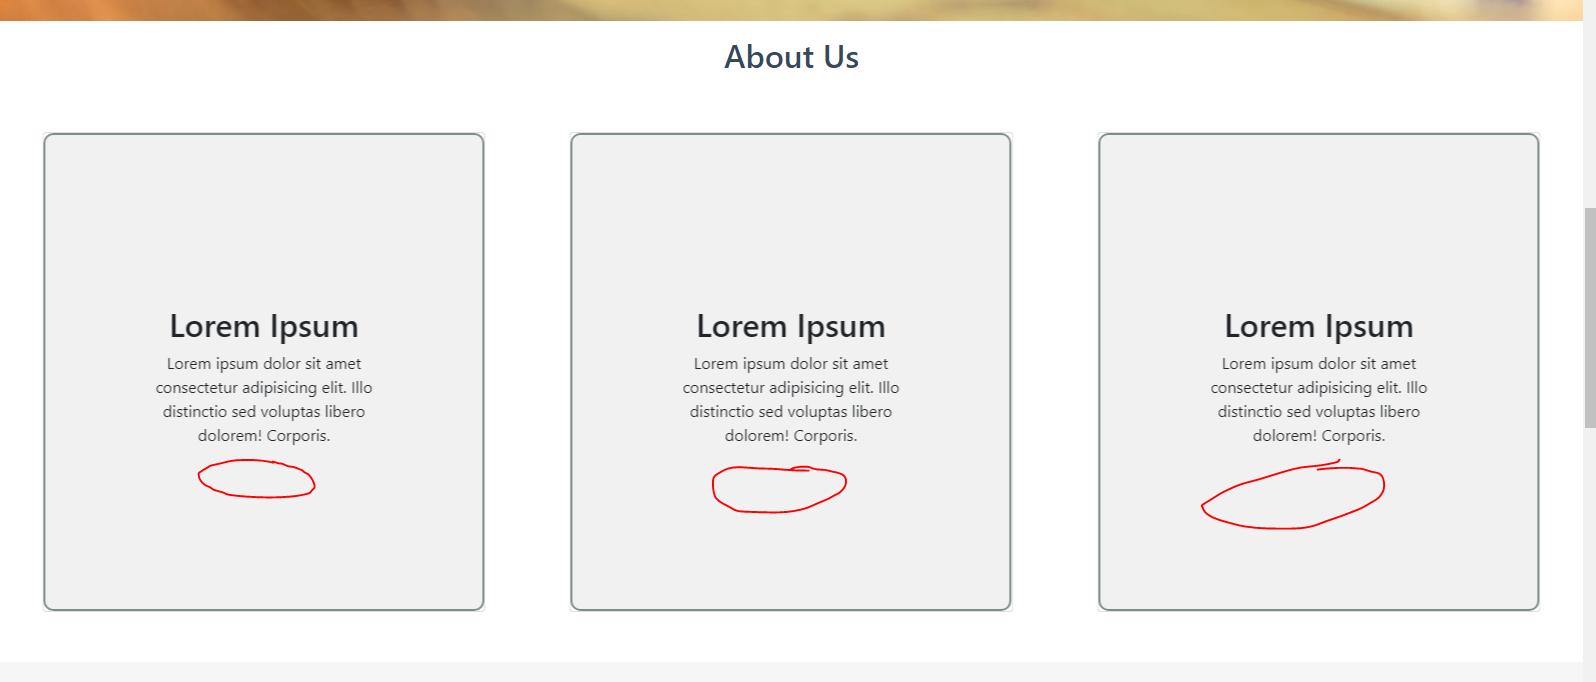 About Us
Lorem Ipsum
Lorem ipsum dolor sit amet
consectetur adipisicing elit. Illo
distinctio sed voluptas libero
dolorem! Corporis.
Lorem Ipsum
Lorem ipsum dolor sit amet
consectetur adipisicing elit. Illo
distinctio sed voluptas libero
dolorem! Corporis.
Lorem Ipsum
Lorem ipsum dolor sit amet
consectetur adipisicing elit. Illo
distinctio sed voluptas libero
dolorem! Corporis.